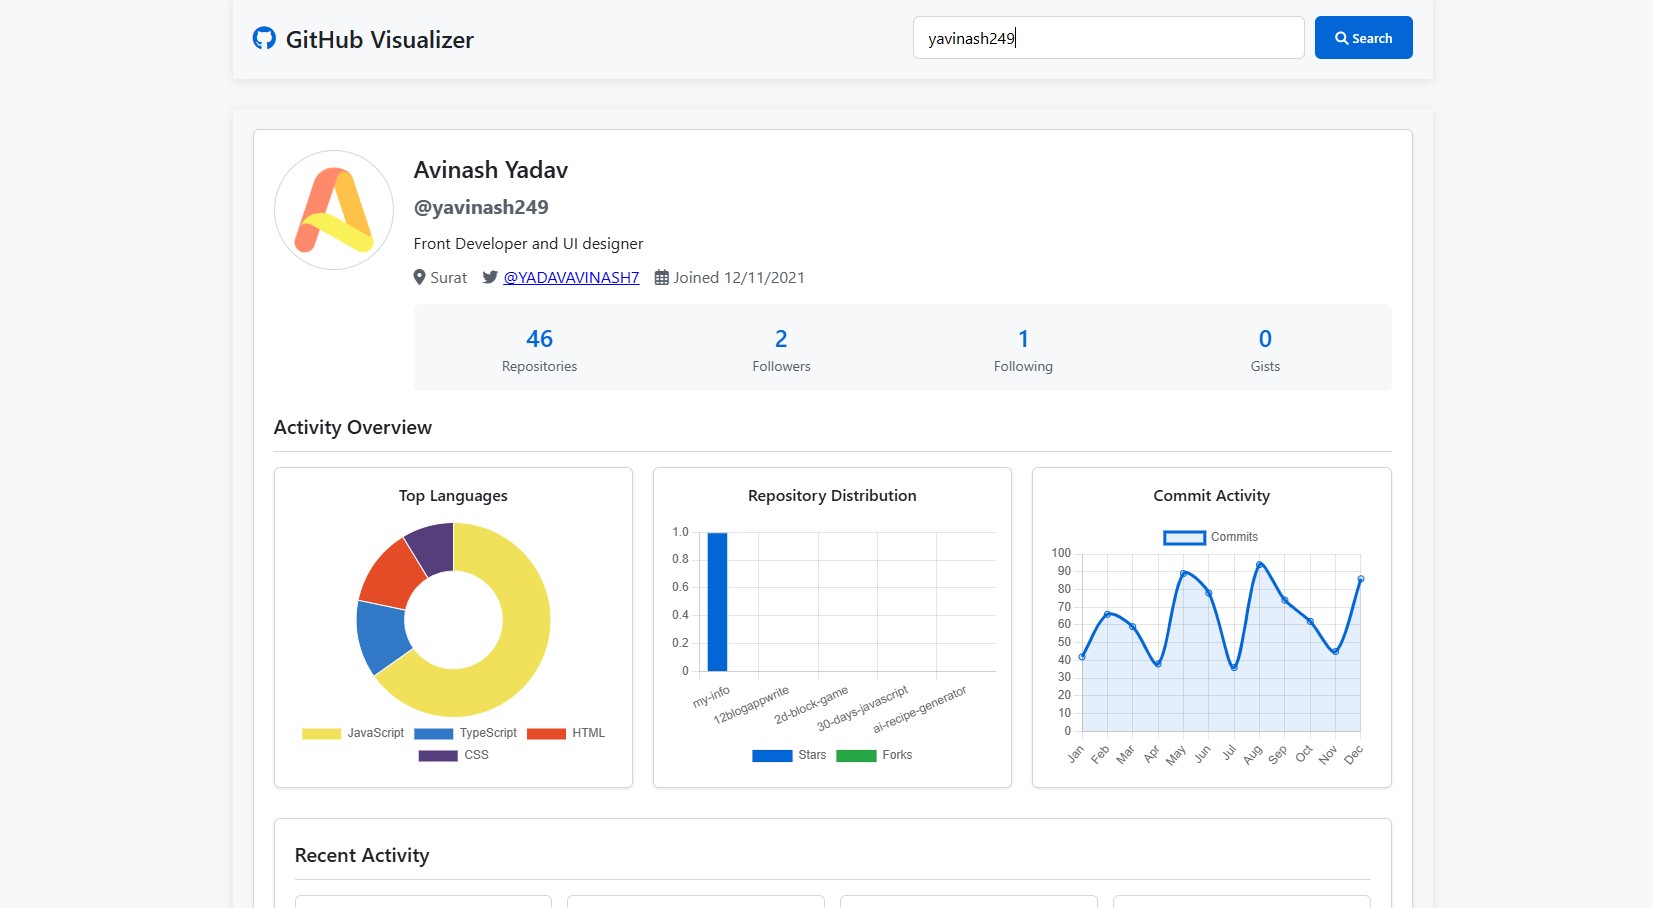 GitHub Visualizer
yavinash249
Search
Avinash Yadav
@yavinash249
Front Developer and UI designer
Surat @YADAVAVINASH7 Joined 12/11/2021
46 2 1 0
Repositories Followers Following Gists
Activity Overview
Top Languages
JavaScript TypeScript HTML
CSS
Repository Distribution
1.0
0.8
0.6
0.4
0.2
0
my-info 12blogappwrite 2d-block-game 30-days-javascript ai-recipe-generator
Stars Forks
Commit Activity
Commits
100
90
80
70
60
50
40
30
20
10
0
Jan Feb Mar Apr May Jun Jul Aug Sep Oct Nov Dec
Recent Activity